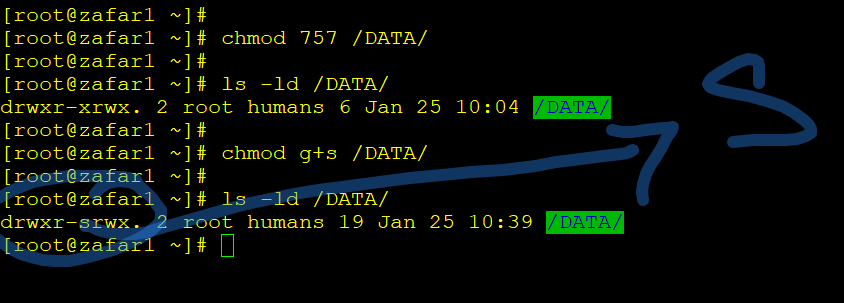 [root@zafar1 ~]#
[root@zafar1 ~]# chmod 757 /DATA/
[root@zafar1 ~]#
[root@zafar1 ~]# ls -ld /DATA/
drwxr-xrwx. 2 root humans 6 Jan 25 10:04 /DATA/
[root@zafar1 ~]#
[root@zafar1 ~]# chmod g+s /DATA/
[root@zafar1 ~]#
[root@zafar1 ~]# ls -ld /DATA/
drwxr-srwx. 2 root humans 19 Jan 25 10:39 /DATA/
[root@zafar1 ~]#
S